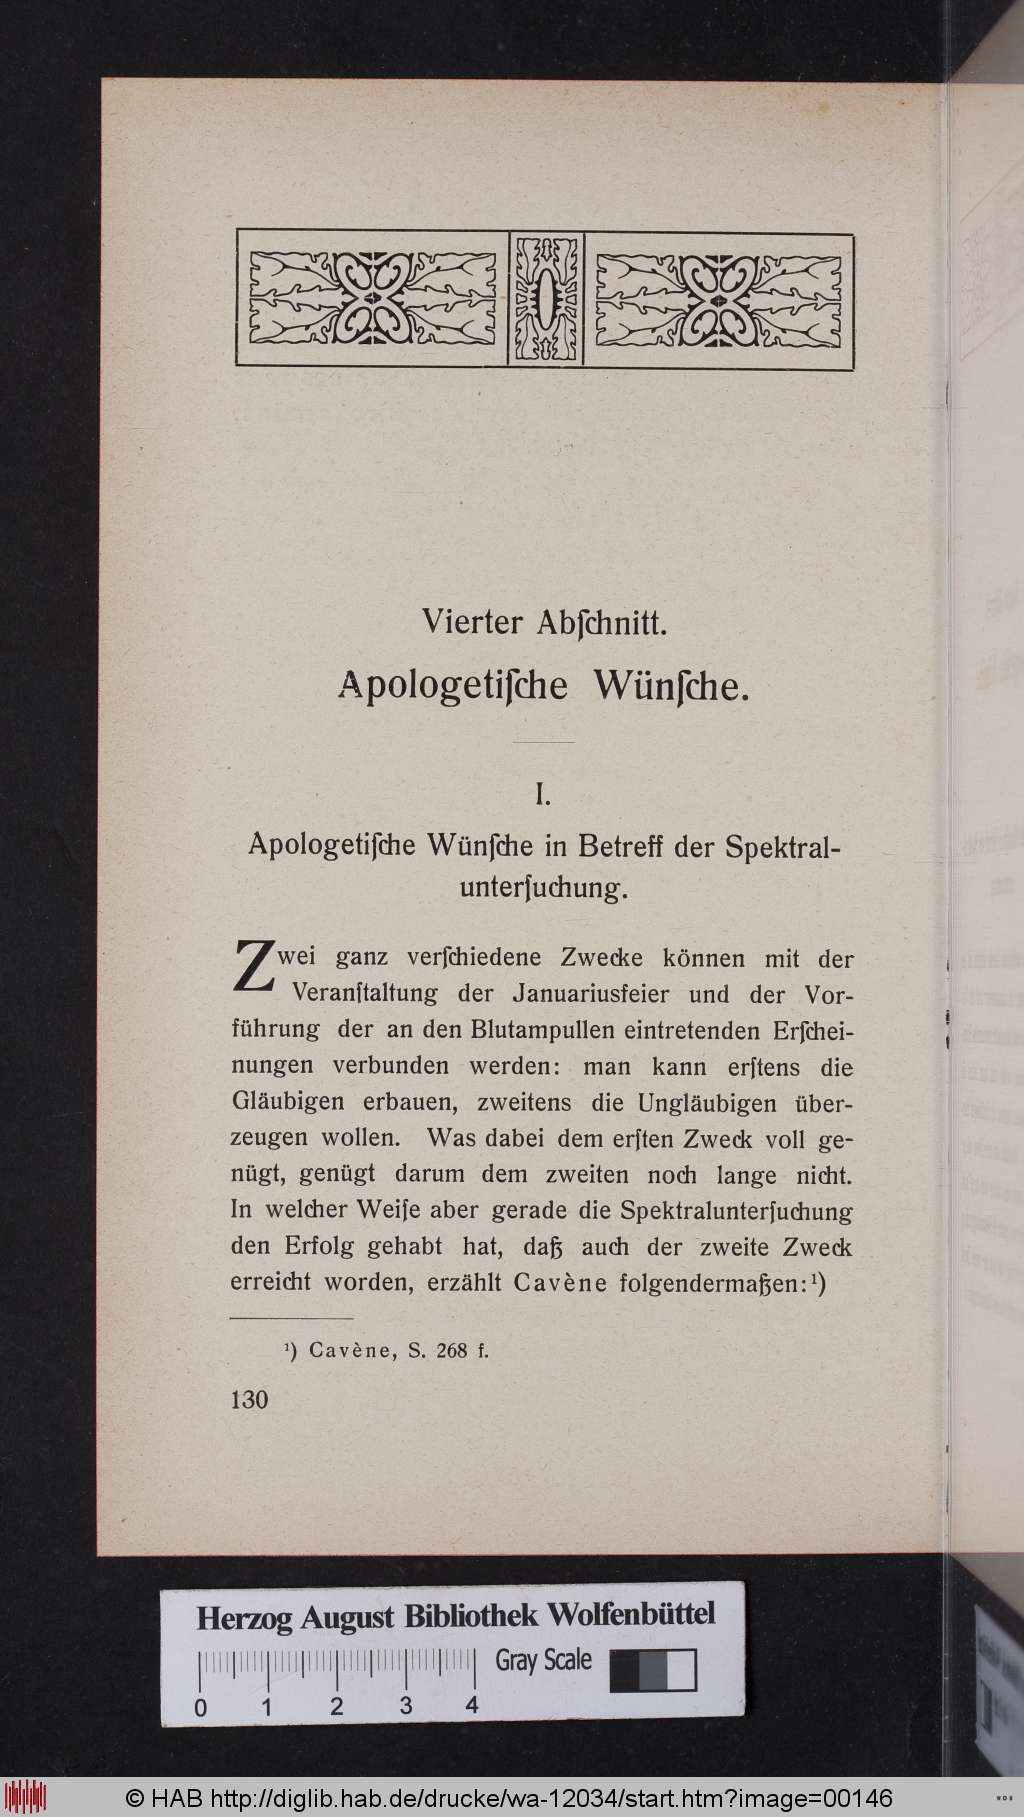 Vierter Abſchnitt.
Apologetiſche Wünſche.
I.
Apologetiſche Wünſche in Betreff der Spektral-
unterſuchung.
Zwei ganz verſchiedene Zwecke können mit der
Veranſtaltung der Januariusfeier und der Vor-
führung der an den Blutampullen eintretenden Erſchei-
nungen verbunden werden: man kann erſtens die
Gläubigen erbauen, zweitens die Ungläubigen über-
zeugen wollen. Was dabei dem erſten Zweck voll ge-
nügt, genügt darum dem zweiten noch lange nicht.
In welcher Weiſe aber gerade die Spektralunterſuchung
den Erfolg gehabt hat, daß auch der zweite Zweck
erreicht worden, erzählt Cavène folgendermaßen:¹)
¹) Cavène, S. 268 f.
130
Herzog August Bibliothek Wolfenbüttel
Gray Scale
0 1 2 3 4
© HAB http://diglib.hab.de/drucke/wa-12034/start.htm?image=00146